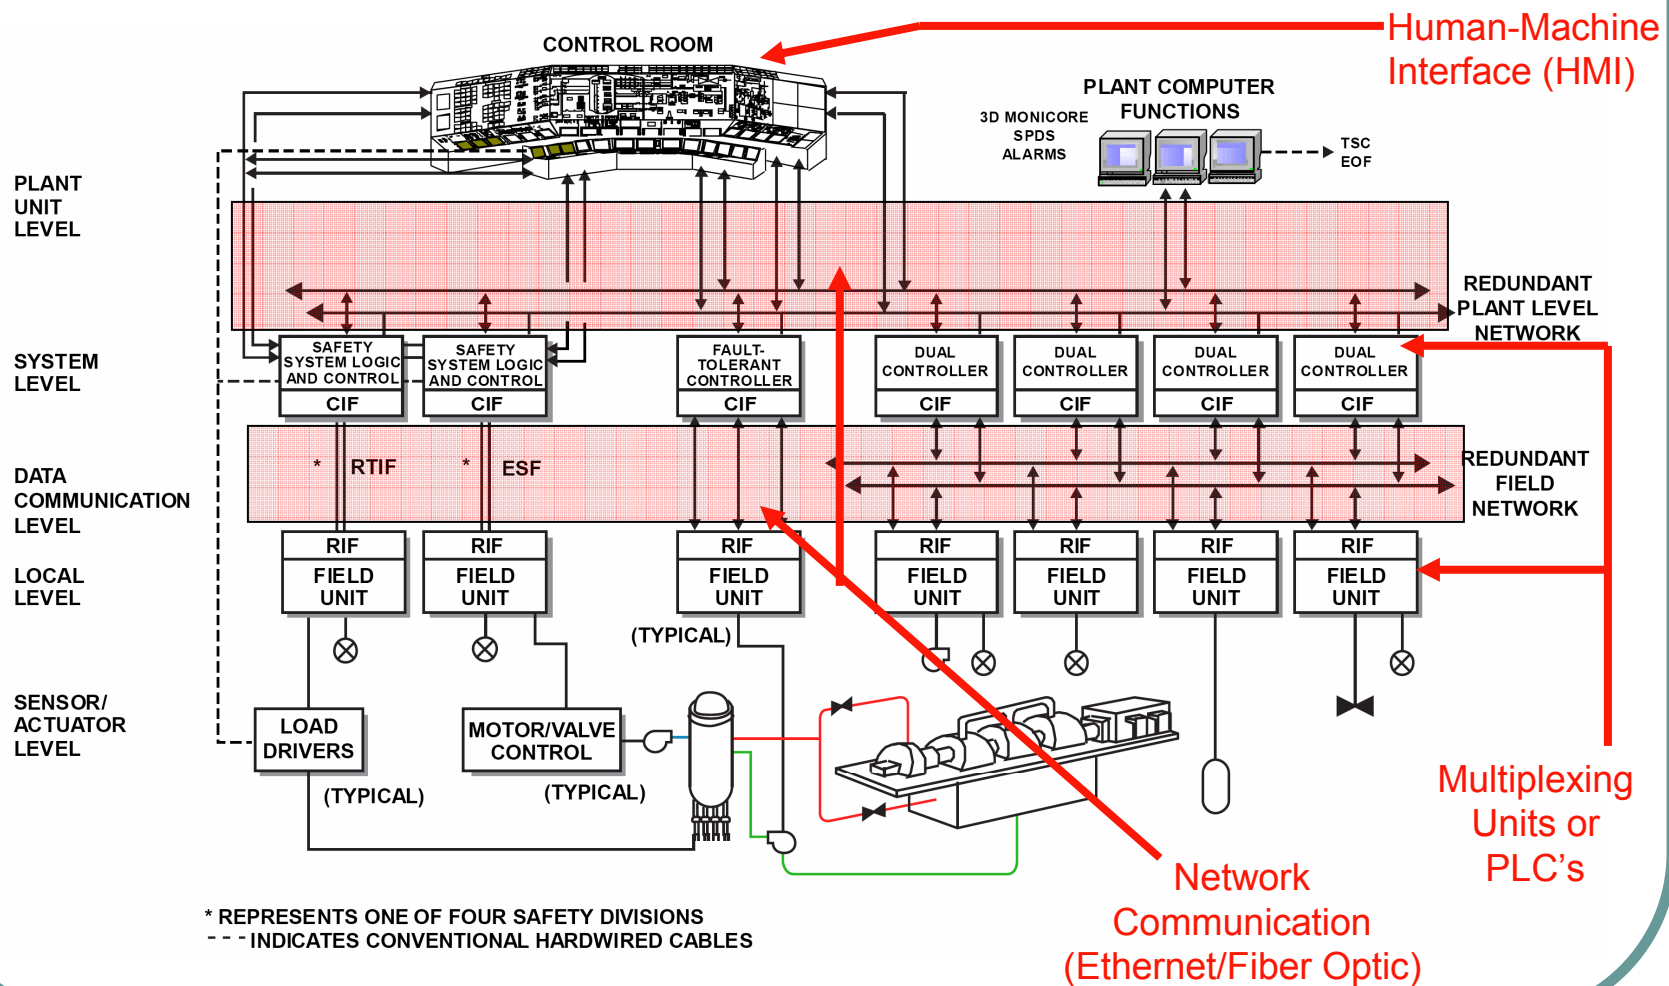 Human-Machine
Interface (HMI)
CONTROL ROOM
PLANT COMPUTER
FUNCTIONS
3D MONICORE
SPDS
ALARMS
TSC
EOF
PLANT
UNIT
LEVEL
REDUNDANT
PLANT LEVEL
NETWORK
SYSTEM
LEVEL
SAFETY
SYSTEM LOGIC
AND CONTROL
CIF
SAFETY
SYSTEM LOGIC
AND CONTROL
CIF
FAULT-
TOLERANT
CONTROLLER
CIF
DUAL
CONTROLLER
CIF
DUAL
CONTROLLER
CIF
DUAL
CONTROLLER
CIF
DUAL
CONTROLLER
CIF
DATA
COMMUNICATION
LEVEL
* RTIF
* ESF
REDUNDANT
FIELD
NETWORK
LOCAL
LEVEL
RIF
FIELD
UNIT
RIF
FIELD
UNIT
RIF
FIELD
UNIT
RIF
FIELD
UNIT
RIF
FIELD
UNIT
RIF
FIELD
UNIT
RIF
FIELD
UNIT
(TYPICAL)
SENSOR/
ACTUATOR
LEVEL
LOAD
DRIVERS
(TYPICAL)
MOTOR/VALVE
CONTROL
(TYPICAL)
Multiplexing
Units or
PLC’s
Network
Communication
(Ethernet/Fiber Optic)
* REPRESENTS ONE OF FOUR SAFETY DIVISIONS
- - - INDICATES CONVENTIONAL HARDWIRED CABLES